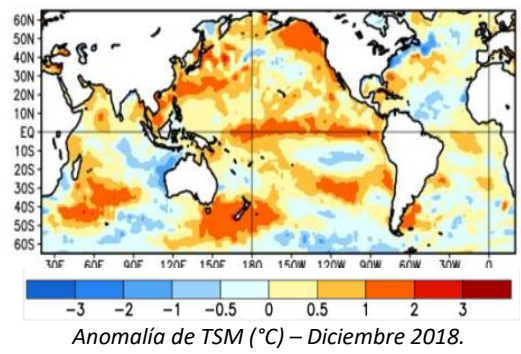 60N
50N
40N
30N
20N
10N
EQ
10S
20S
30S
40S
50S
60S
30E 60E 90E 120E 150E 180 150W 120W 90W 60W 30W 0
-3 -2 -1 -0.5 0 0.5 1 2 3
Anomalía de TSM (°C) – Diciembre 2018.